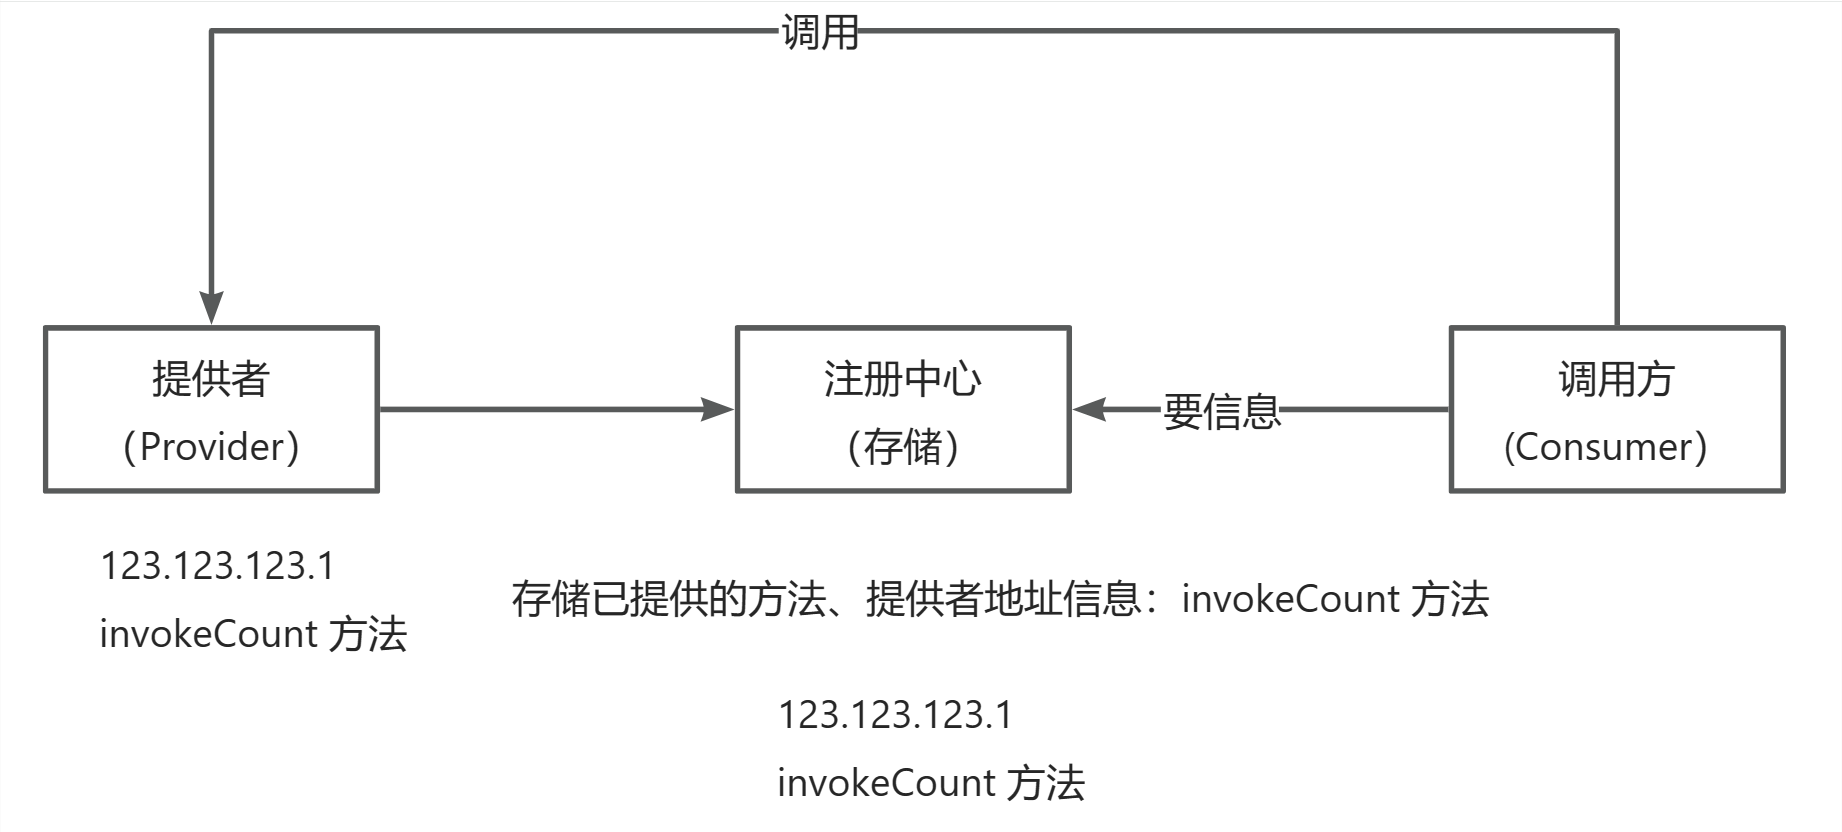 调用
提供者
（Provider）
注册中心
（存储）
要信息
调用方
(Consumer）
123.123.123.1
invokeCount 方法
存储已提供的方法、提供者地址信息：invokeCount 方法
123.123.123.1
invokeCount 方法